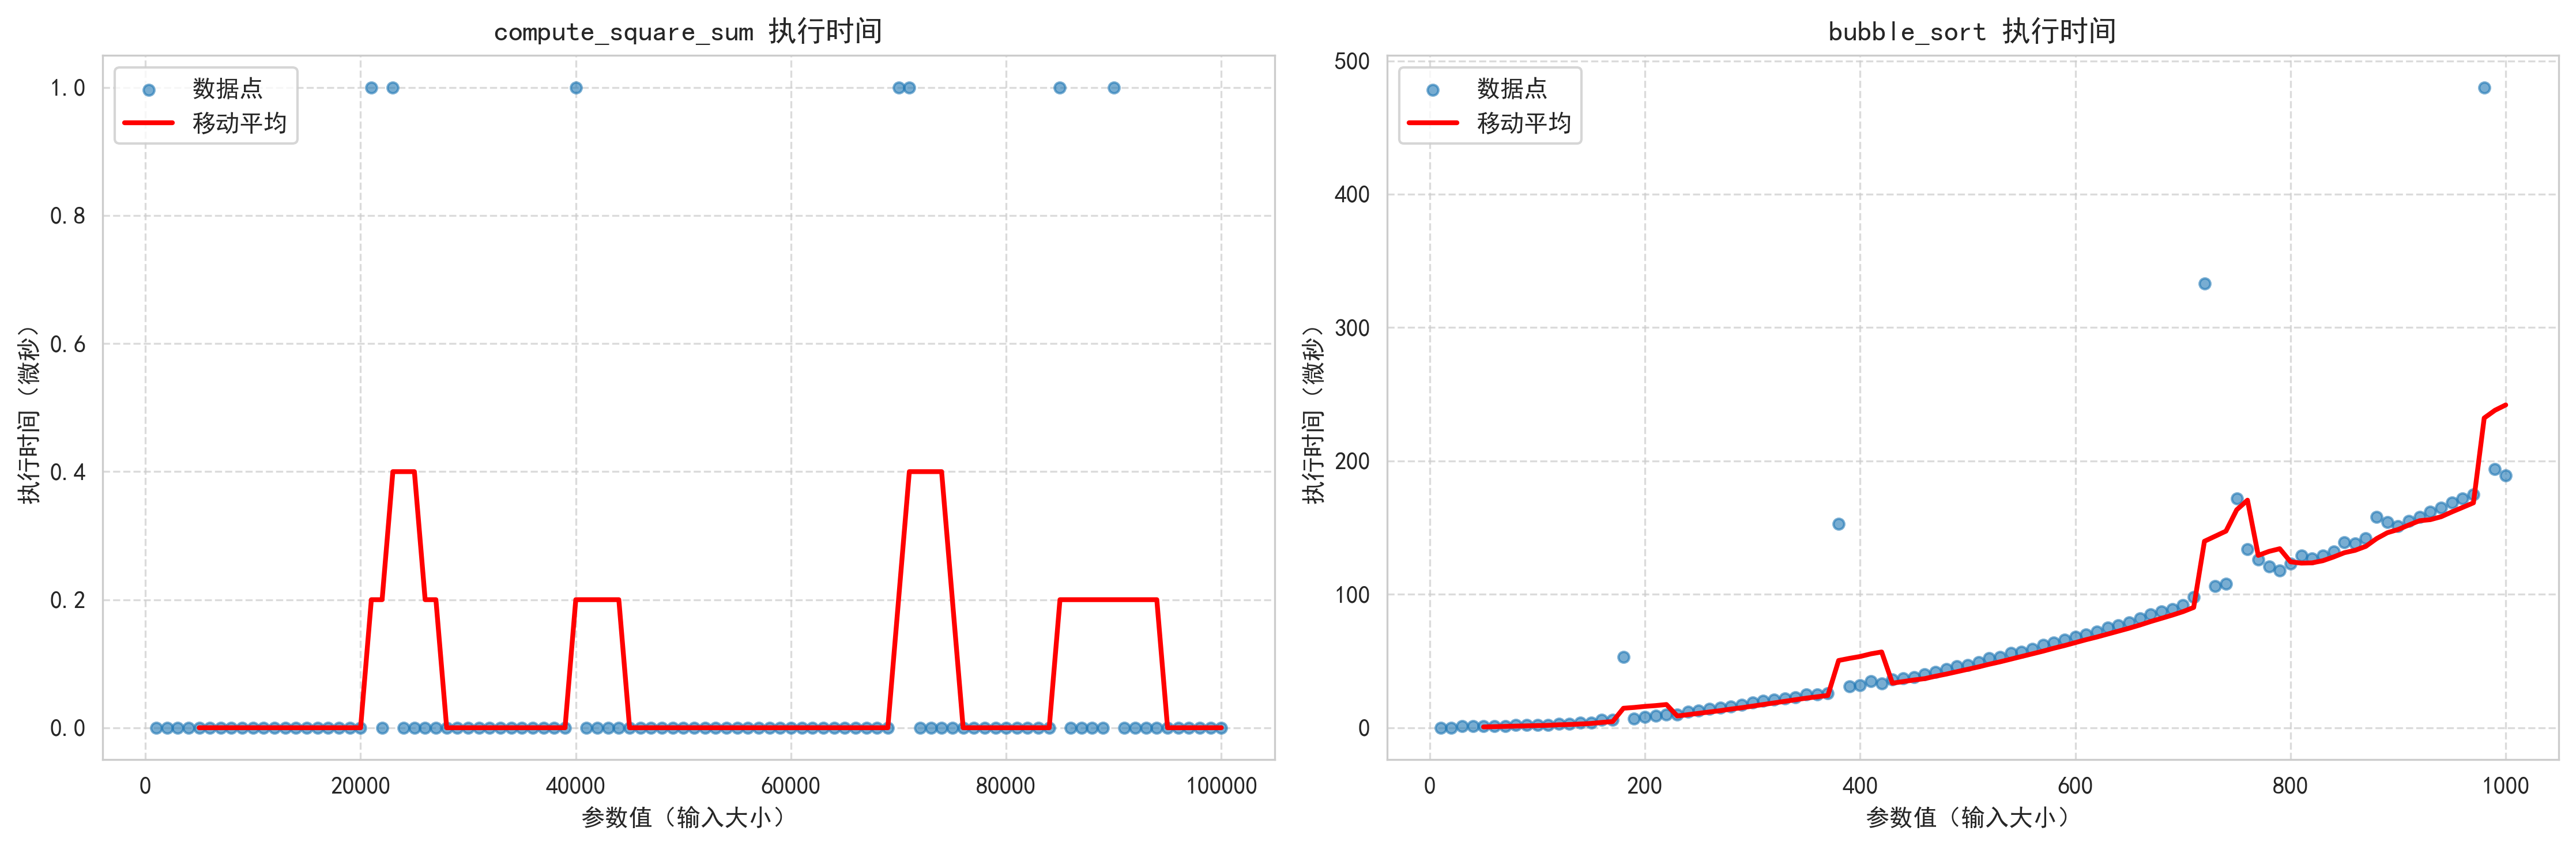 compute_square_sum 执行时间
数据点
移动平均
1.0
0.8
0.6
0.4
0.2
0.0
执行时间（微秒）
0
20000
40000
60000
80000
100000
参数值（输入大小）
bubble_sort 执行时间
数据点
移动平均
500
400
300
200
100
0
执行时间（微秒）
0
200
400
600
800
1000
参数值（输入大小）